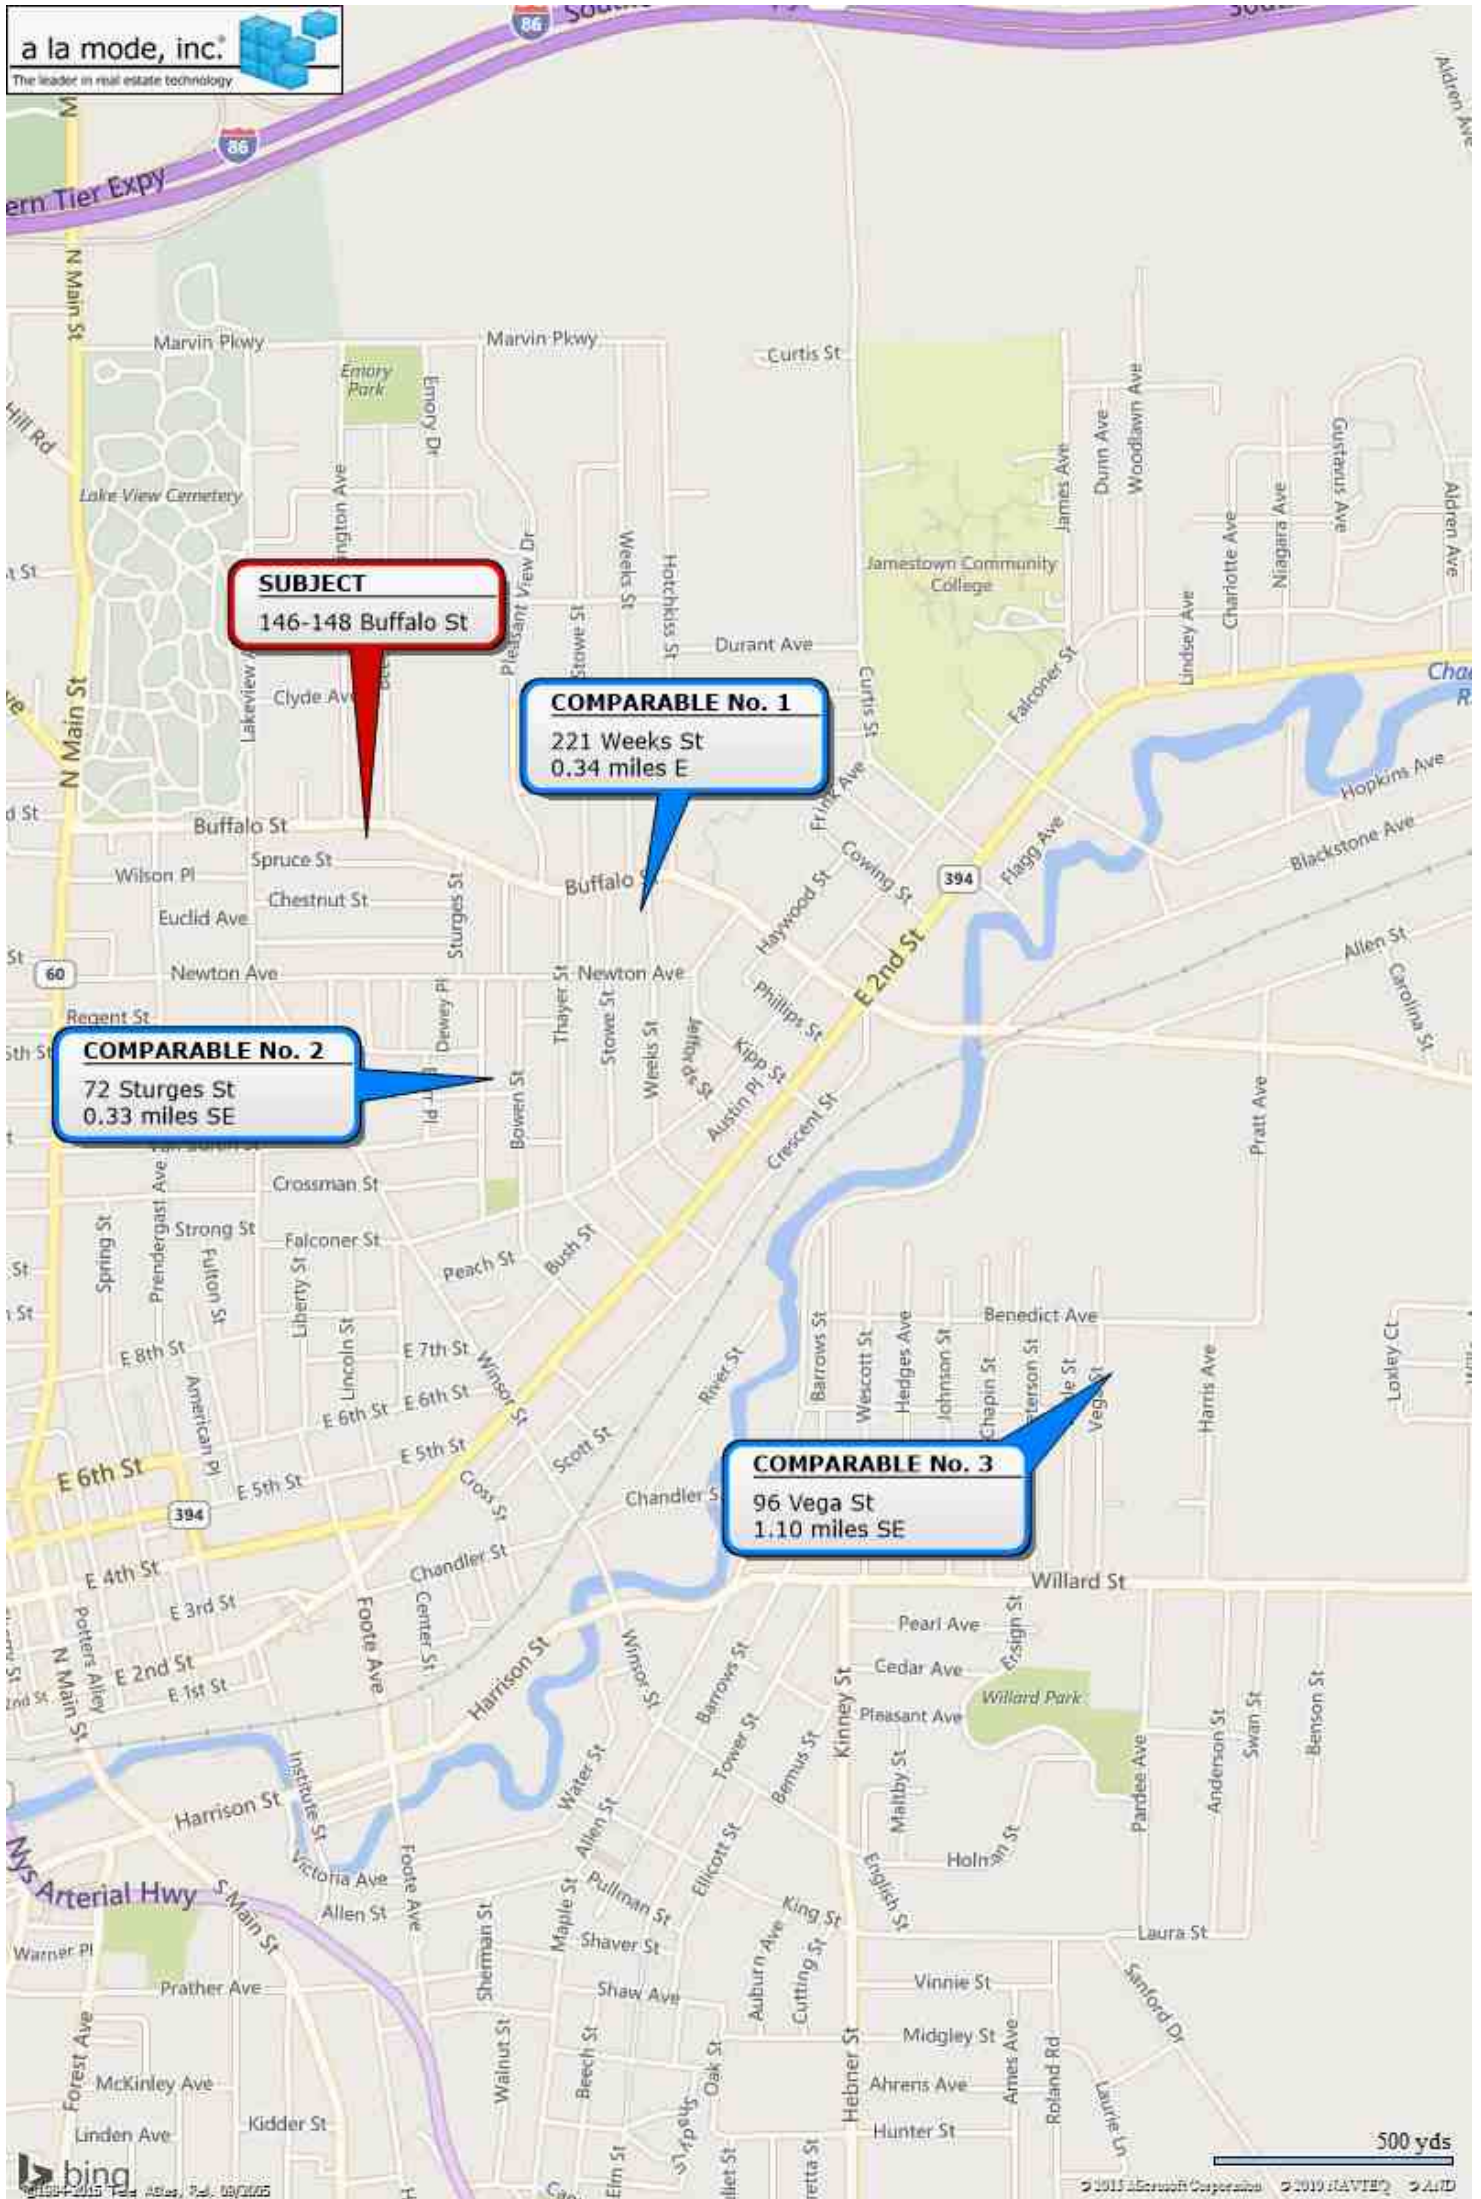 a la mode, inc.
The leader in real estate technology
86
86
ern Tier Expy
N Main St
Marvin Pkwy
Marvin Pkwy
Curtis St
Emory
Park
Emory Dr
Hill Rd
Lake View Cemetery
ington Ave
Pleasant View Dr
Weeks St
Hotchkiss St
James Ave
Dunn Ave
Woodlawn Ave
Charlotte Ave
Niagara Ave
Gustavus Ave
Aldren Ave
Aldren Ave
Jamestown Community
College
SUBJECT
146-148 Buffalo St
Stowe S
Durant Ave
Lindsey Ave
Falconer St
Curtis St
N Main St
Lakeview A
Clyde Av
COMPARABLE No. 1
221 Weeks St
0.34 miles E
Hopkins Ave
Blackstone Ave
Buffalo St
Spruce St
Wilson Pl
Chestnut St
Euclid Ave
Sturges St
Buffalo S
Cowing St
394
Flagg Ave
Haywood St
E 2nd St
Allen St
Carolina St
60
Newton Ave
Newton Ave
Regent St
Dewey Pl
Thayer St
Stowe St
Weeks St
Jeffords St
Phillips St
Kipp St
Austin Pl
Crescent St
Pratt Ave
COMPARABLE No. 2
72 Sturges St
0.33 miles SE
Bowen St
Crossman St
Prendergast Ave
Strong St
Falconer St
Spring St
Fulton St
Liberty St
Peach St
Bush St
Lincoln St
E 8th St
E 7th St
E 6th St
E 6th St
American Pl
Winsor St
E 5th St
E 5th St
Scott St
Cross St
River St
Barrows St
Wescott St
Hedges Ave
Johnson St
Chapin St
Benedict Ave
Harris Ave
Loxley Ct
E 6th St
394
Chandler S
COMPARABLE No. 3
96 Vega St
1.10 miles SE
E 4th St
E 3rd St
Chandler St
Center St
Foote Ave
Willard St
Pearl Ave
Ersign St
Cedar Ave
Willard Park
Pleasant Ave
Potters Alley
N Main St
E 2nd St
E 1st St
Harrison St
Winsor St
Barrows St
Tower St
Bemus St
Kinney St
Maltby St
Pardee Ave
Anderson St
Swan St
Benson St
Institute St
Harrison St
Water St
Allen St
Ellicott St
English St
Holman St
Nys Arterial Hwy
Victoria Ave
Foote Ave
Allen St
S Main St
Pullman St
Maple St
King St
Shaver St
Sherman St
Laura St
Warner Pl
Prather Ave
Shaw Ave
Auburn Ave
Cutting St
Vinnie St
Sanford Dr
Forest Ave
Walnut St
Beech St
Oak St
Hebner St
Midgley St
Ames Ave
Roland Rd
McKinley Ave
Ahrens Ave
Laurie Ln
Linden Ave
Kidder St
Elm St
Hunter St
500 yds
bing